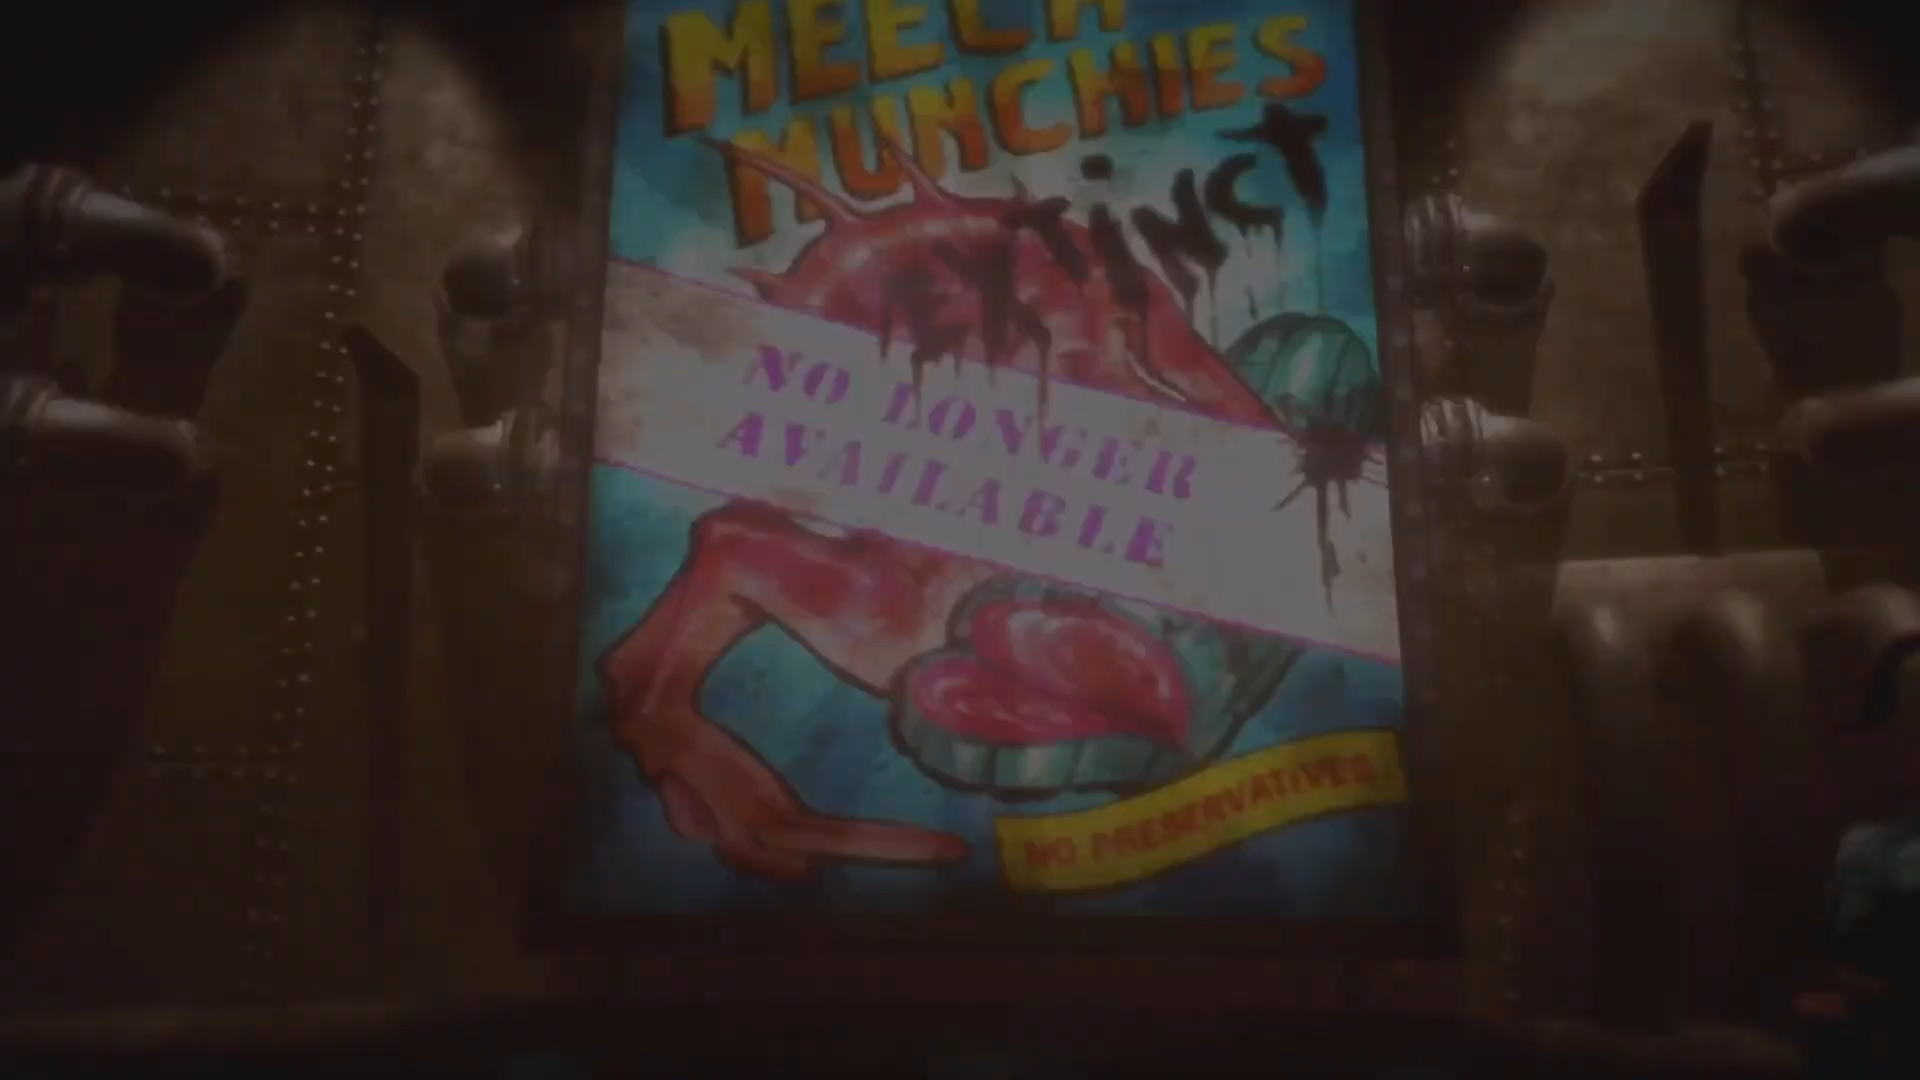 MEECH
MUNCHIES
EXTINCT
NO LONGER
AVAILABLE
NO PRESERVATIVES